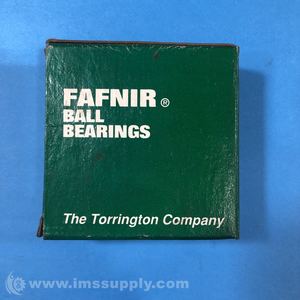 FAFNIR®
BALL
BEARINGS
The Torrington Company
© www.imssupply.com